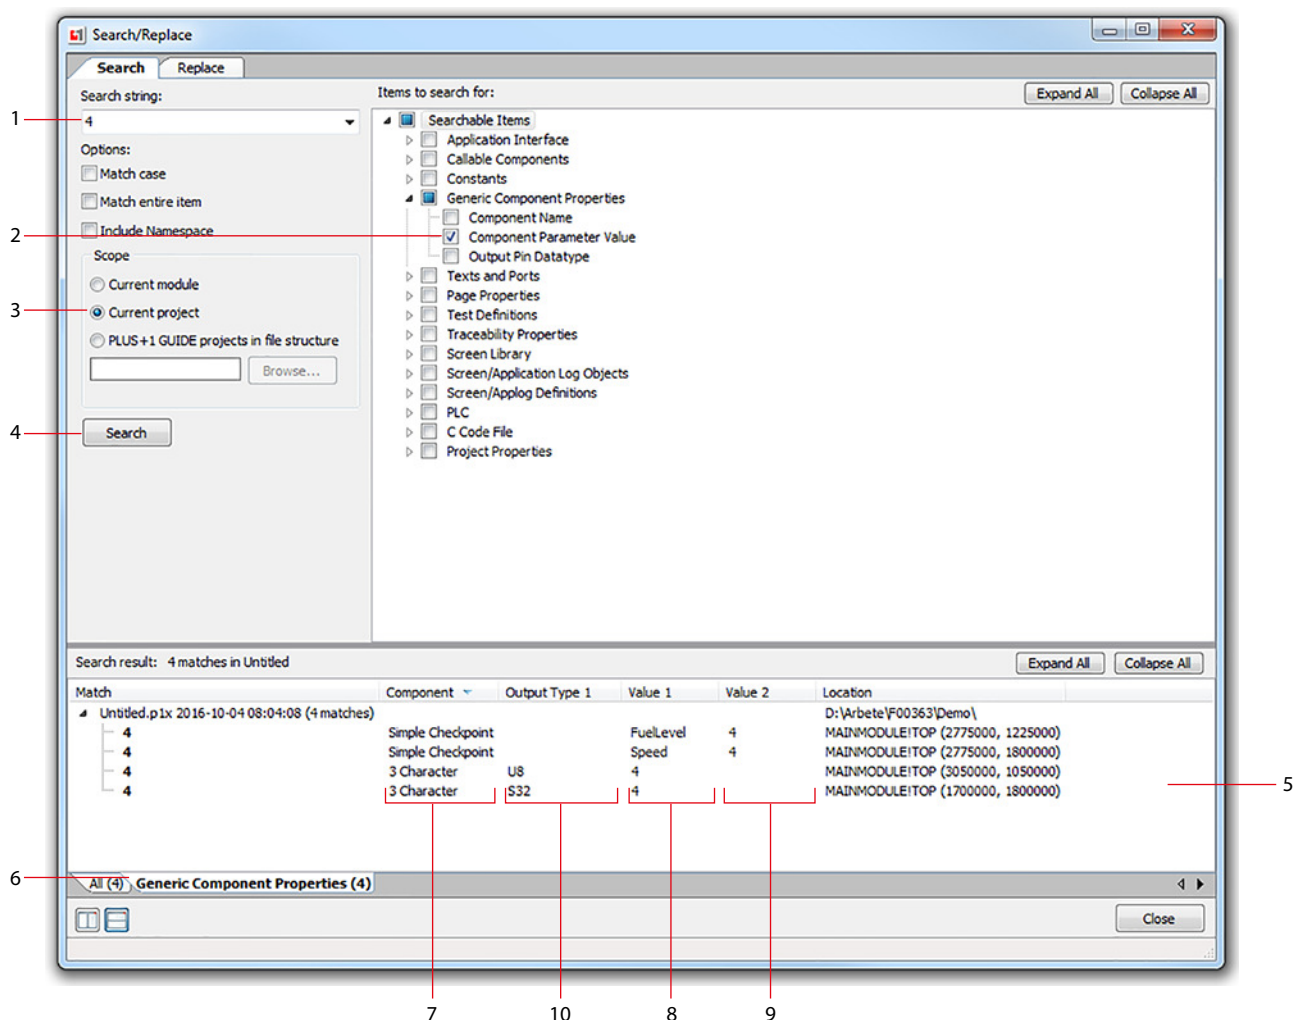 Search/Replace
Search Replace
Search string:
Items to search for:
Expand All Collapse All
1
4
Options:
Match case
Match entire item
Include Namespace
2
Scope
Current module
3
Current project
PLUS+1 GUIDE projects in file structure
Browse...
4
Search
Searchable Items
Application Interface
Callable Components
Constants
Generic Component Properties
Component Name
Component Parameter Value
Output Pin Datatype
Texts and Ports
Page Properties
Test Definitions
Traceability Properties
Screen Library
Screen/Application Log Objects
Screen/Applog Definitions
PLC
C Code File
Project Properties
Search result: 4 matches in Untitled
Expand All Collapse All
Match Component Output Type 1 Value 1 Value 2 Location
Untitled.p1x 2016-10-04 08:04:08 (4 matches) D:\Arbete\F00363\Demo\
4 Simple Checkpoint FuelLevel 4 MAINMODULE!TOP (2775000, 1225000)
4 Simple Checkpoint Speed 4 MAINMODULE!TOP (2775000, 1800000)
4 3 Character U8 4 MAINMODULE!TOP (3050000, 1050000)
4 3 Character S32 4 MAINMODULE!TOP (1700000, 1800000)
5
6
All (4) Generic Component Properties (4)
Close
7 10 8 9